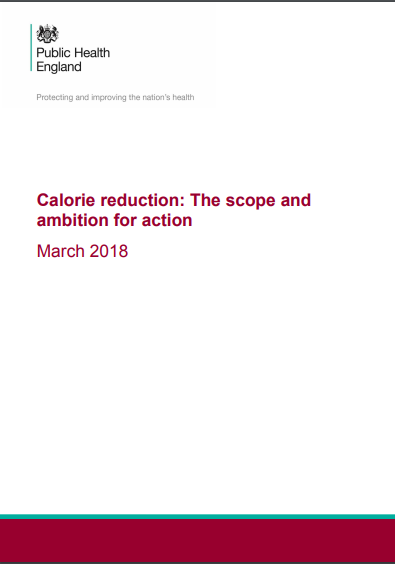 Public Health
England
Protecting and improving the nation's health
Calorie reduction: The scope and
ambition for action
March 2018